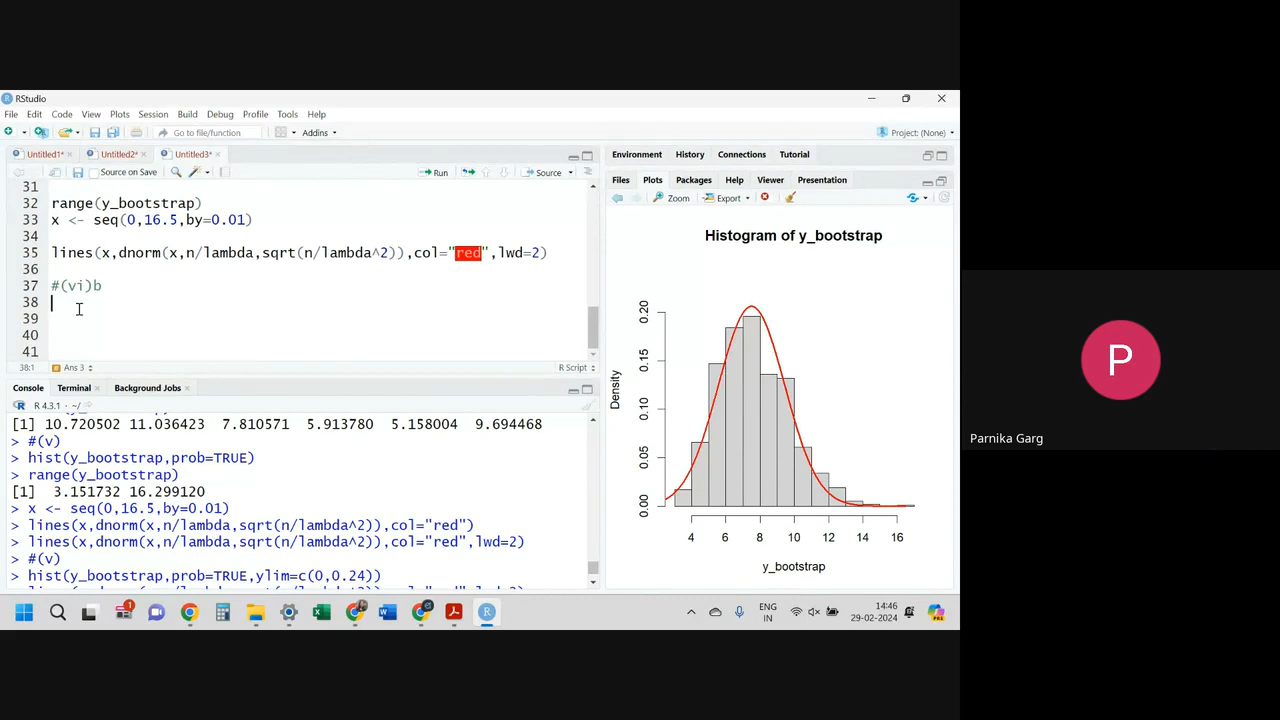 RStudio
File Edit Code View Plots Session Build Debug Profile Tools Help
Go to file/function Addins Project: (None)
Untitled1* Untitled2* Untitled3*
Source on Save Run Source
31
32 range(y_bootstrap)
33 x <- seq(0,16.5,by=0.01)
34
35 lines(x,dnorm(x,n/lambda,sqrt(n/lambda^2)),col="red",lwd=2)
36
37 #(vi)b
38
39
40
41
38:1 Ans 3 R Script
Console Terminal Background Jobs
R 4.3.1 · ~/
[1] 10.720502 11.036423 7.810571 5.913780 5.158004 9.694468
> #(v)
> hist(y_bootstrap,prob=TRUE)
> range(y_bootstrap)
[1] 3.151732 16.299120
> x <- seq(0,16.5,by=0.01)
> lines(x,dnorm(x,n/lambda,sqrt(n/lambda^2)),col="red")
> lines(x,dnorm(x,n/lambda,sqrt(n/lambda^2)),col="red",lwd=2)
> #(v)
> hist(y_bootstrap,prob=TRUE,ylim=c(0,0.24))
Environment History Connections Tutorial
Files Plots Packages Help Viewer Presentation
Zoom Export
Histogram of y_bootstrap
Density
0.20
0.15
0.10
0.05
0.00
4 6 8 10 12 14 16
y_bootstrap
P
Parnika Garg
1
ENG
IN
14:46
29-02-2024